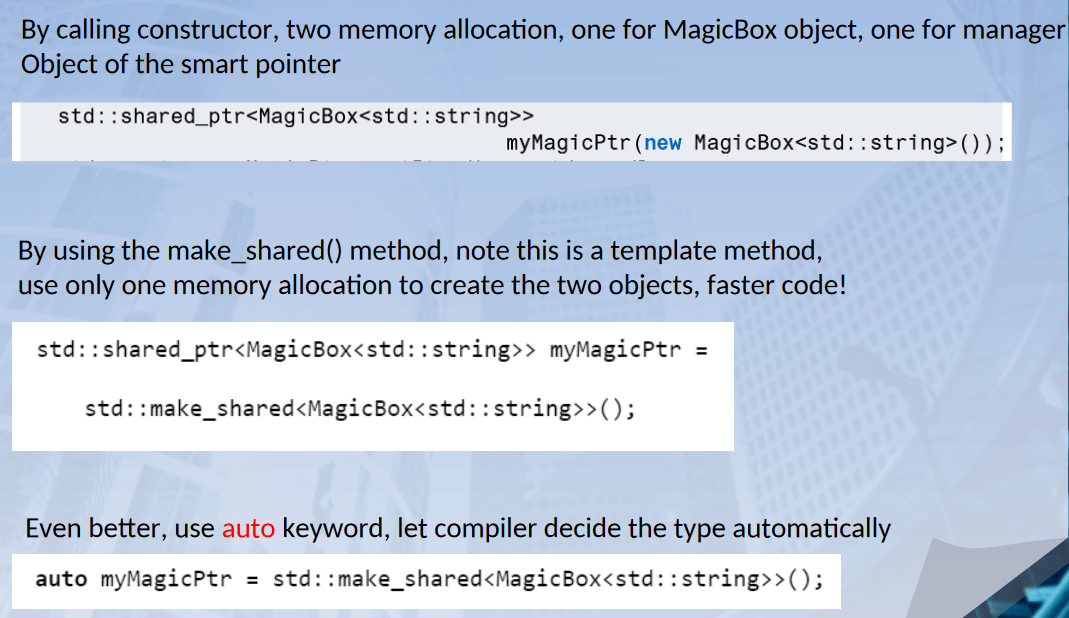 By calling constructor, two memory allocation, one for MagicBox object, one for manager
Object of the smart pointer
std::shared_ptr<MagicBox<std::string>>
myMagicPtr(new MagicBox<std::string>());
By using the make_shared() method, note this is a template method,
use only one memory allocation to create the two objects, faster code!
std::shared_ptr<MagicBox<std::string>> myMagicPtr =
std::make_shared<MagicBox<std::string>>();
Even better, use auto keyword, let compiler decide the type automatically
auto myMagicPtr = std::make_shared<MagicBox<std::string>>();